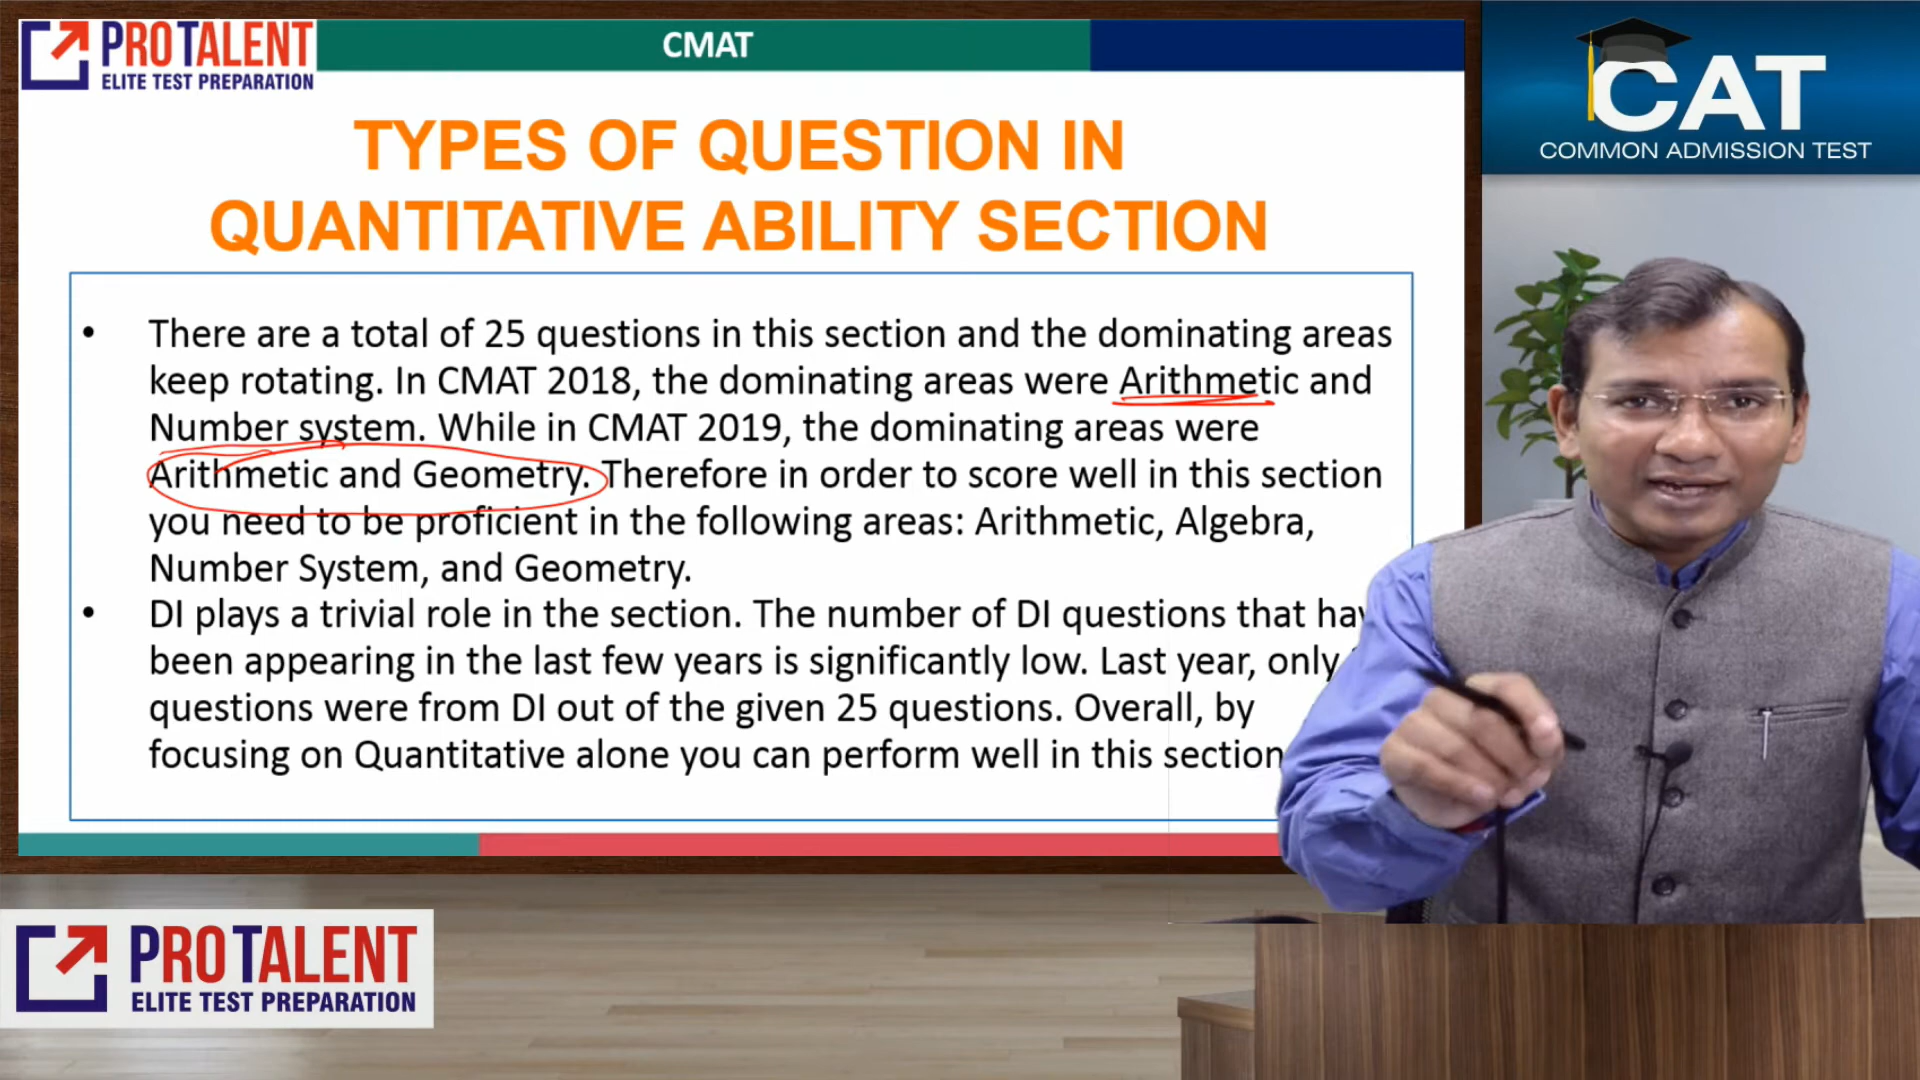 PROTALENT
ELITE TEST PREPARATION
CMAT
CAT
COMMON ADMISSION TEST
TYPES OF QUESTION IN
QUANTITATIVE ABILITY SECTION
• There are a total of 25 questions in this section and the dominating areas
keep rotating. In CMAT 2018, the dominating areas were Arithmetic and
Number system. While in CMAT 2019, the dominating areas were
Arithmetic and Geometry. Therefore in order to score well in this section
you need to be proficient in the following areas: Arithmetic, Algebra,
Number System, and Geometry.
• DI plays a trivial role in the section. The number of DI questions that
been appearing in the last few years is significantly low. Last year, only
questions were from DI out of the given 25 questions. Overall, by
focusing on Quantitative alone you can perform well in this section
PROTALENT
ELITE TEST PREPARATION